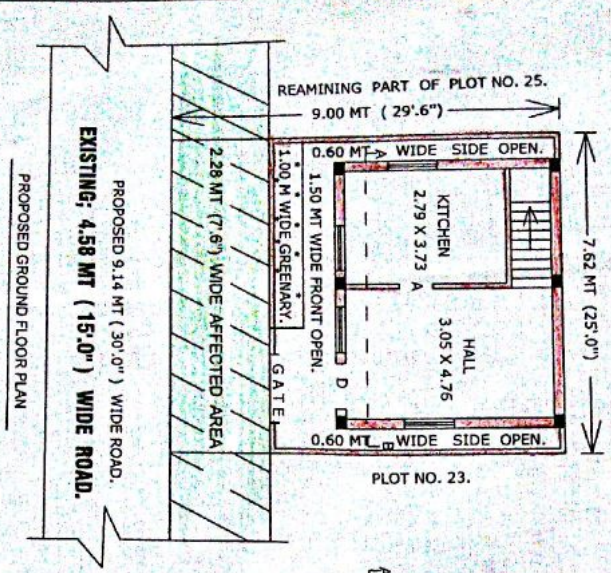 REAMINING PART OF PLOT NO. 25.
9.00 MT ( 29'.6")
0.60 MT WIDE SIDE OPEN.
A
7.62 MT (25'.0")
KITCHEN
2.79 X 3.73
A
HALL
3.05 X 4.76
D
1.50 MT WIDE FRONT OPEN.
1.00 M WIDE GREENARY.
GATE
0.60 MT WIDE SIDE OPEN.
B
PLOT NO. 23.
2.28 MT (7'.6") WIDE AFFECTED AREA
PROPOSED 9.14 MT ( 30'.0" ) WIDE ROAD.
EXISTING; 4.58 MT ( 15'.0" ) WIDE ROAD.
PROPOSED GROUND FLOOR PLAN